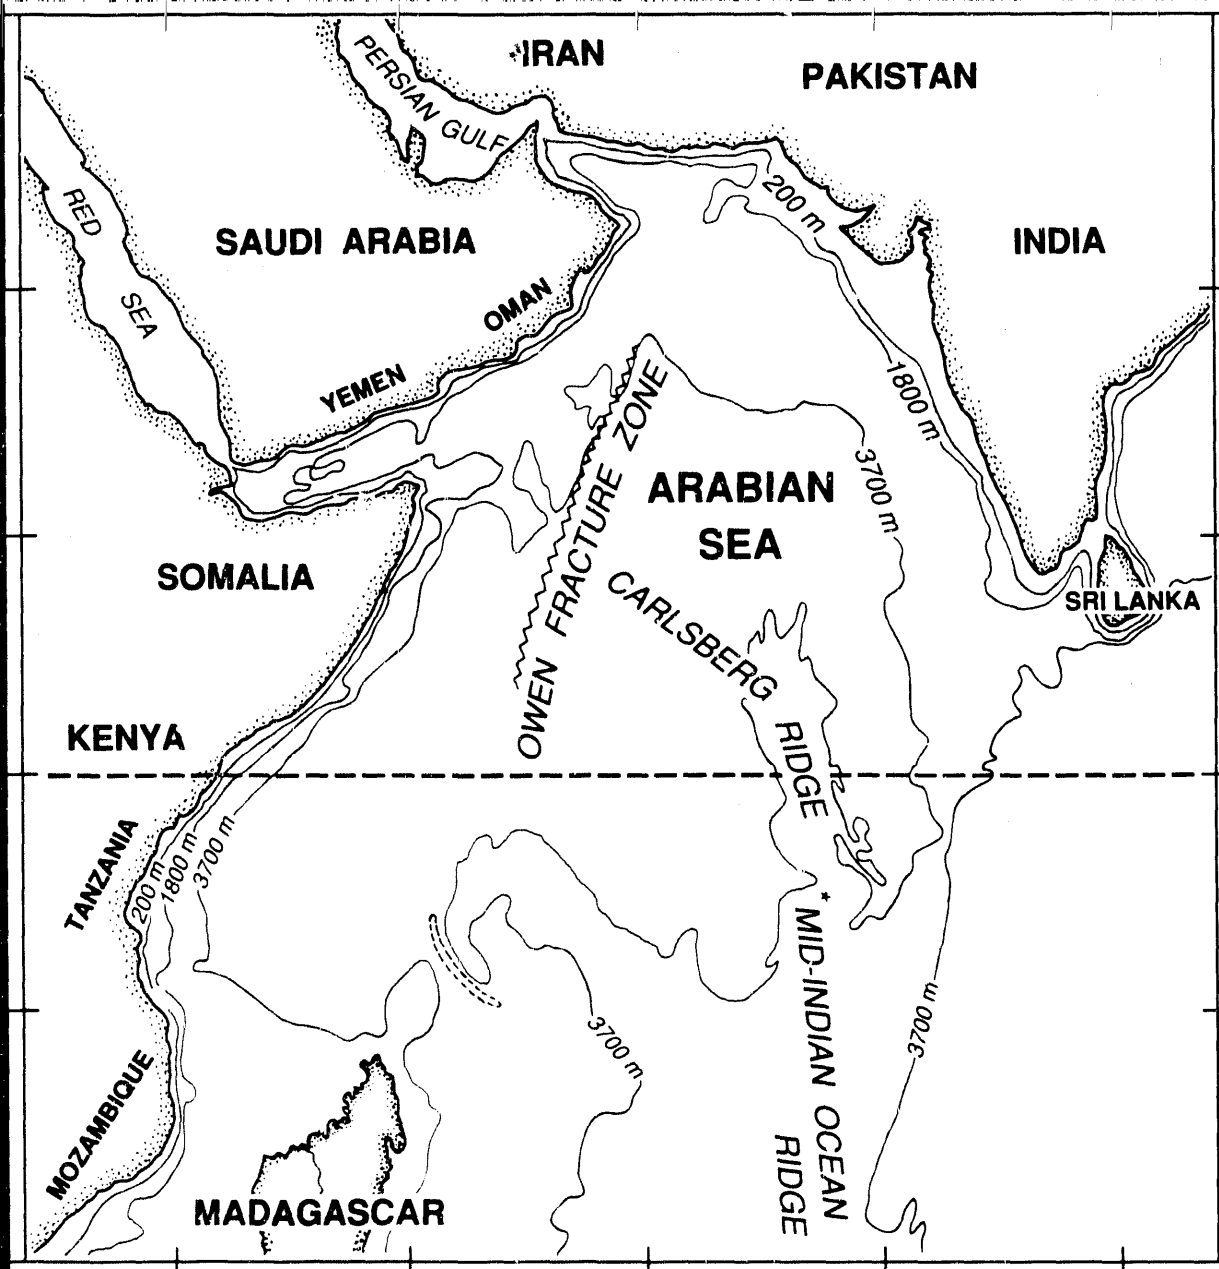 IRAN
PAKISTAN
PERSIAN GULF
RED
SEA
SAUDI ARABIA
200 m
INDIA
OMAN
YEMEN
1800 m
OWEN FRACTURE ZONE
ARABIAN
SEA
3700 m
SOMALIA
CARLSBERG
RIDGE
SRI LANKA
KENYA
TANZANIA
200 m
1800 m
3700 m
*MID-INDIAN OCEAN
RIDGE
3700 m
3700 m
MOZAMBIQUE
MADAGASCAR